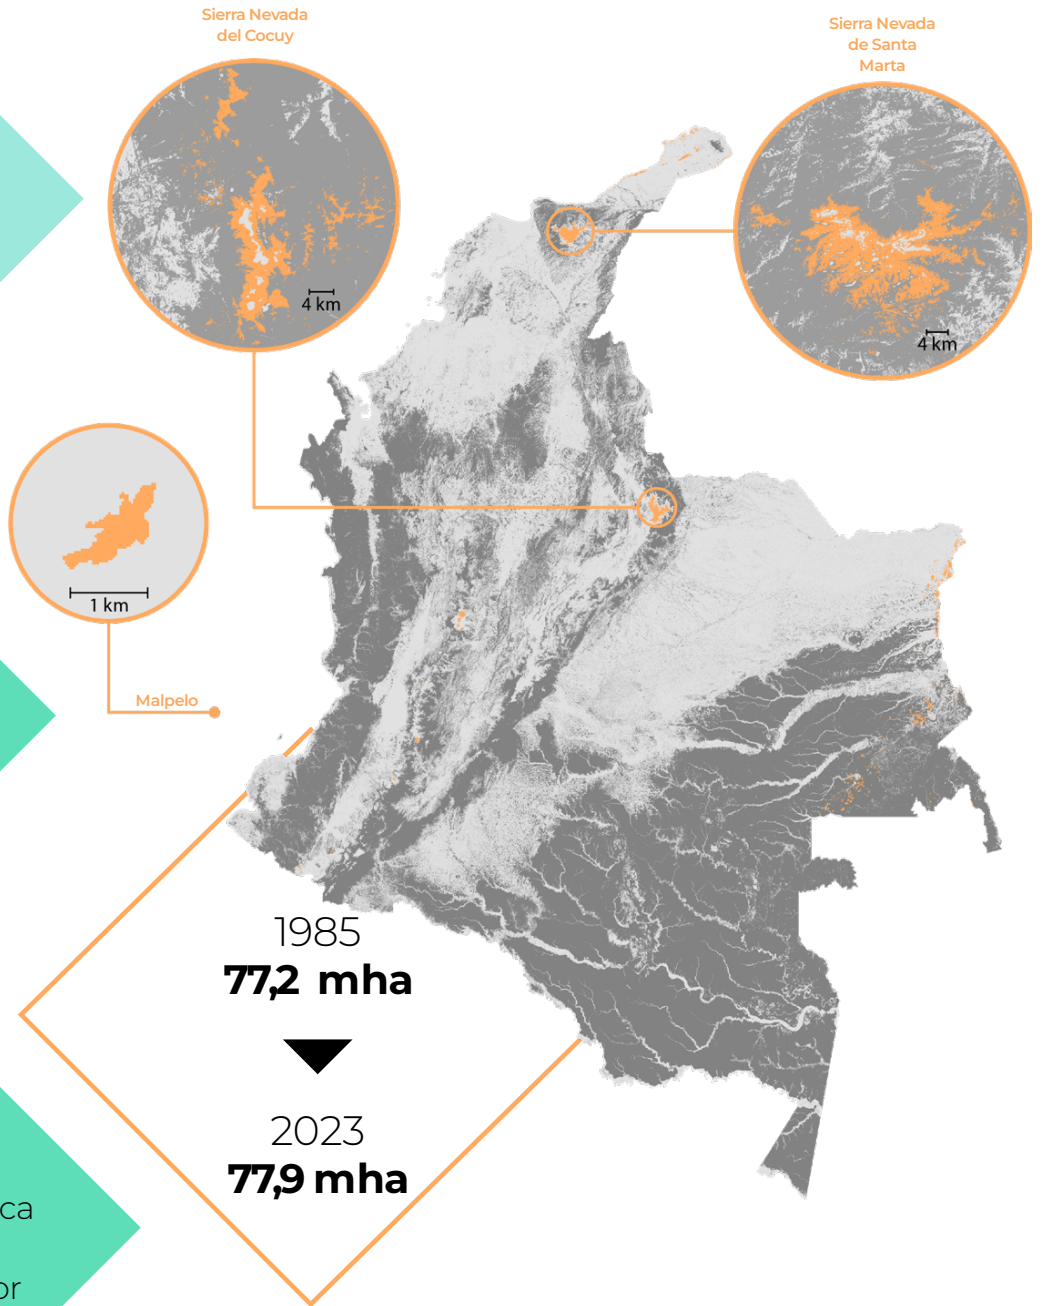 Sierra Nevada
del Cocuy
Sierra Nevada
de Santa
Marta
4 km
4 km
1 km
Malpelo
1985
77,2 mha
2023
77,9 mha
ca
or